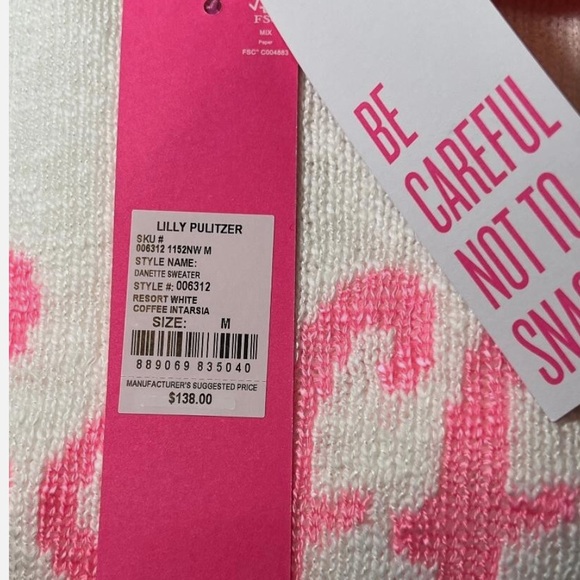 FSC
MIX
Paper
FSC® C004883
LILLY PULITZER
SKU #
006312 1152NW M
STYLE NAME:
DANETTE SWEATER
STYLE #: 006312
RESORT WHITE
COFFEE INTARSIA
SIZE: M
889069 835040
MANUFACTURER'S SUGGESTED PRICE
$138.00
BE
CAREFUL
NOT TO